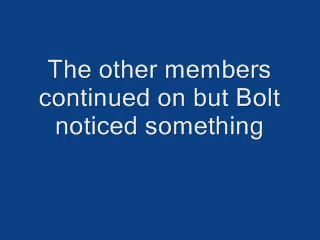 The other members
continued on but Bolt
noticed something